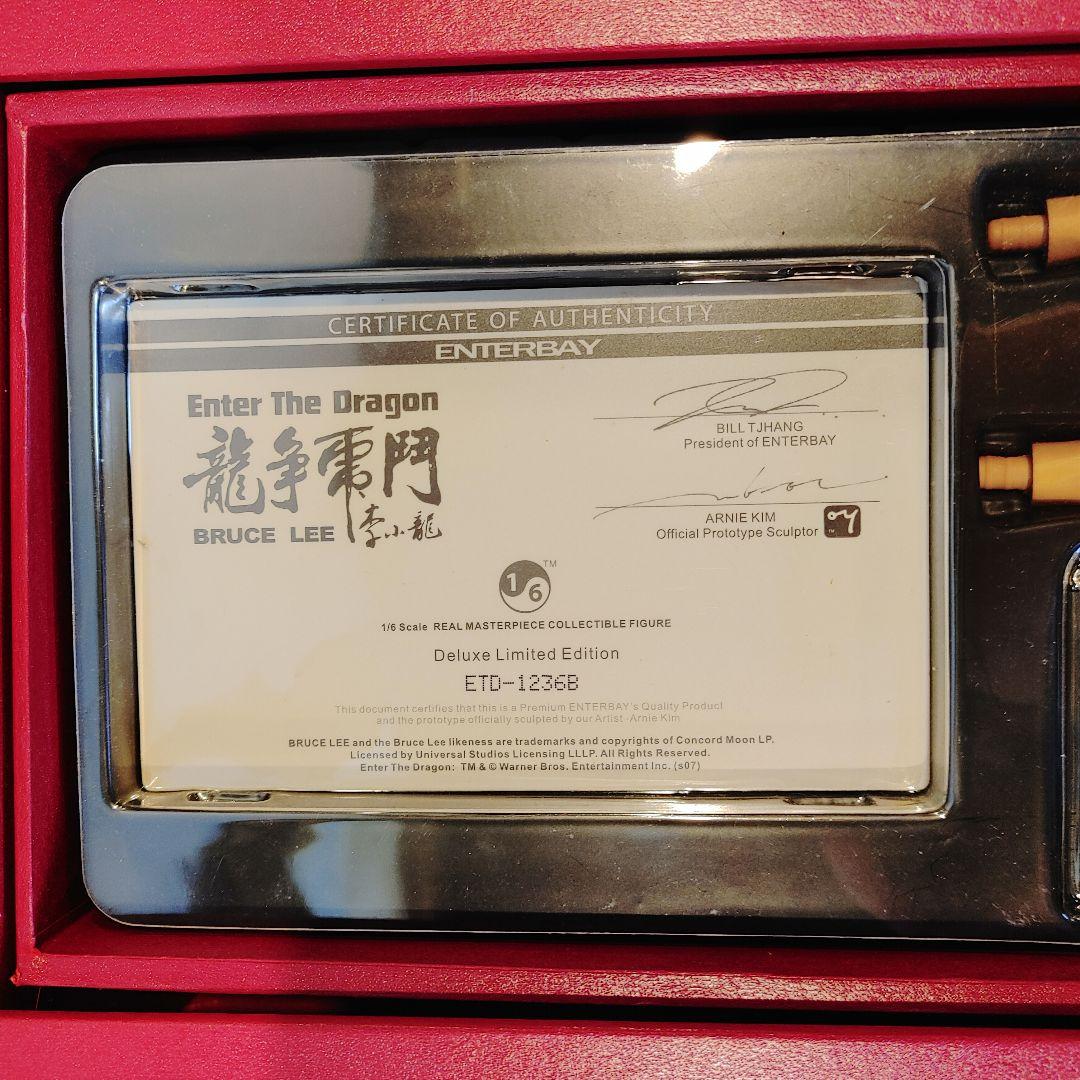 CERTIFICATE OF AUTHENTICITY
ENTERBAY
Enter The Dragon
龍争帍鬥
BRUCE LEE 李小龍
BILL TJHANG
President of ENTERBAY
ARNIE KIM
Official Prototype Sculptor
1/6 TM
1/6 Scale REAL MASTERPIECE COLLECTIBLE FIGURE
Deluxe Limited Edition
ETD-1236B
This document certifies that this is a Premium ENTERBAY's Quality Product
and the prototype officially sculpted by our Artist -Arnie Kim
BRUCE LEE and the Bruce Lee likeness are trademarks and copyrights of Concord Moon LP.
Licensed by Universal Studios Licensing LLLP. All Rights Reserved.
Enter The Dragon: TM & © Warner Bros. Entertainment Inc. (s07)